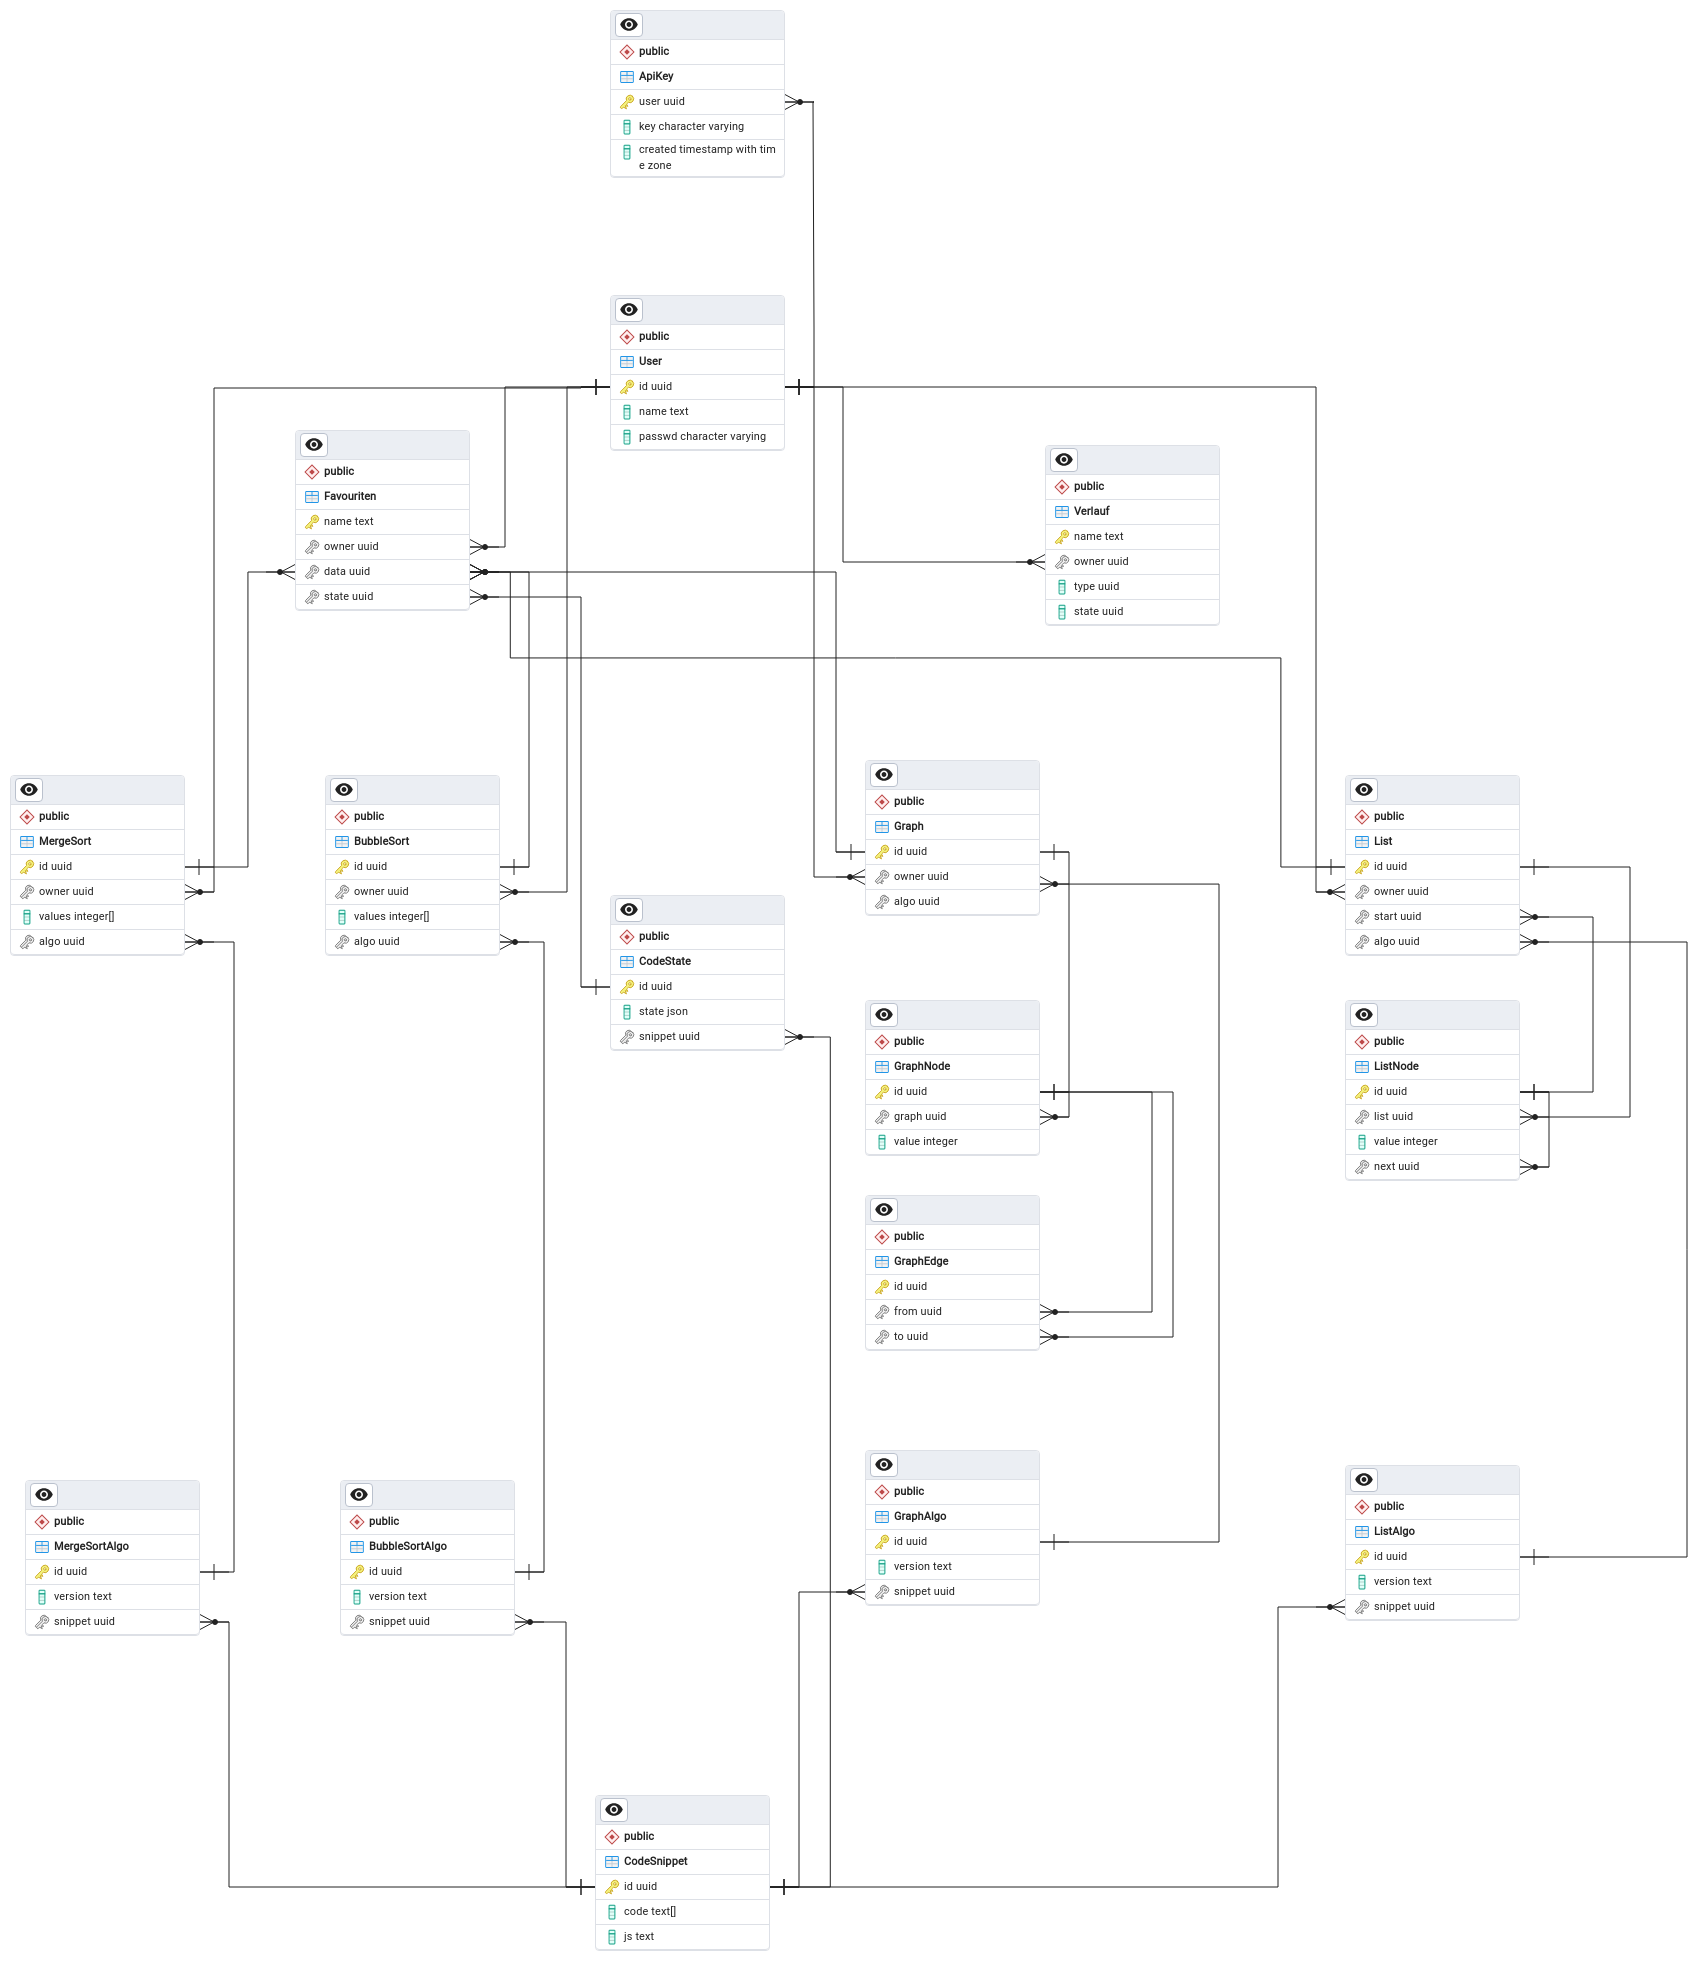 public
ApiKey
user uuid
key character varying
created timestamp with tim
e zone
public
User
id uuid
name text
passwd character varying
public
Favouriten
name text
owner uuid
data uuid
state uuid
public
Verlauf
name text
owner uuid
type uuid
state uuid
public
MergeSort
id uuid
owner uuid
values integer[]
algo uuid
public
BubbleSort
id uuid
owner uuid
values integer[]
algo uuid
public
CodeState
id uuid
state json
snippet uuid
public
Graph
id uuid
owner uuid
algo uuid
public
List
id uuid
owner uuid
start uuid
algo uuid
public
GraphNode
id uuid
graph uuid
value integer
public
ListNode
id uuid
list uuid
value integer
next uuid
public
GraphEdge
id uuid
from uuid
to uuid
public
MergeSortAlgo
id uuid
version text
snippet uuid
public
BubbleSortAlgo
id uuid
version text
snippet uuid
public
GraphAlgo
id uuid
version text
snippet uuid
public
ListAlgo
id uuid
version text
snippet uuid
public
CodeSnippet
id uuid
code text[]
js text